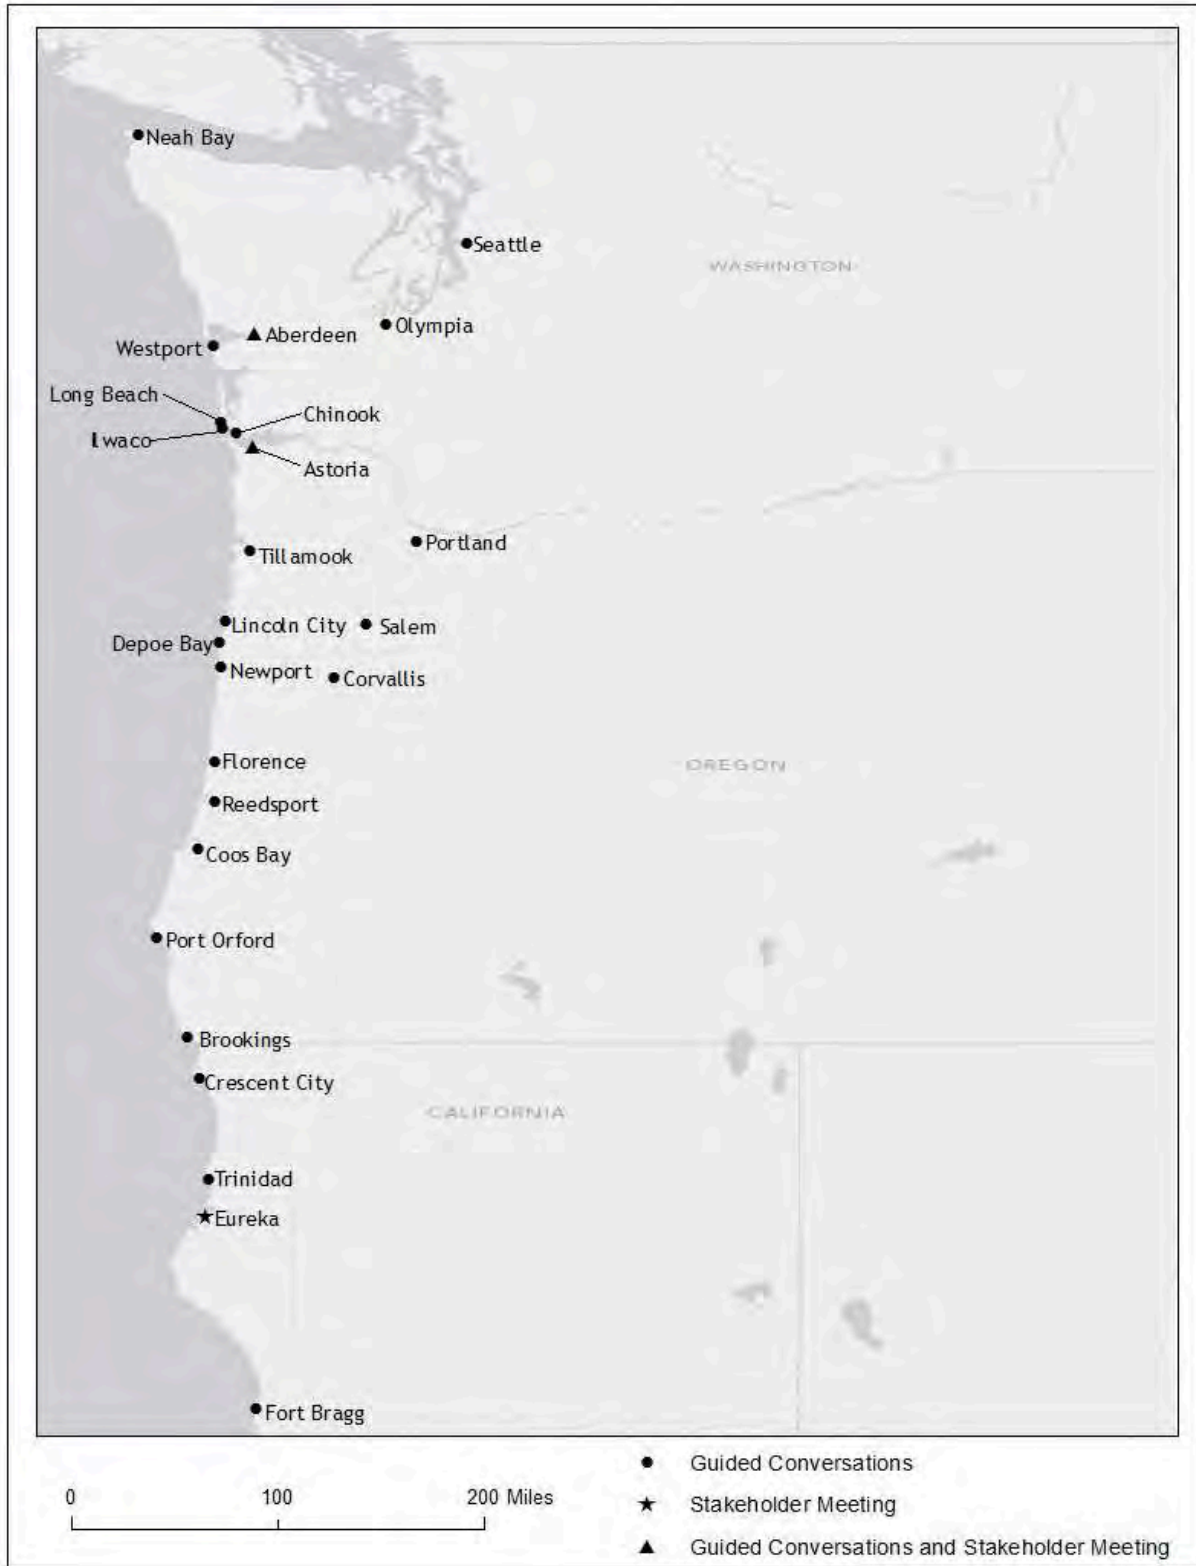 Neah Bay
Seattle
WASHINGTON
Olympia
Aberdeen
Westport
Long Beach
Chinook
Ilwaco
Astoria
Portland
Tillamook
Lincoln City
Salem
Depoe Bay
Newport
Corvallis
Florence
OREGON
Reedsport
Coos Bay
Port Orford
Brookings
Crescent City
CALIFORNIA
Trinidad
Eureka
Fort Bragg
0 100 200 Miles
Guided Conversations
Stakeholder Meeting
Guided Conversations and Stakeholder Meeting